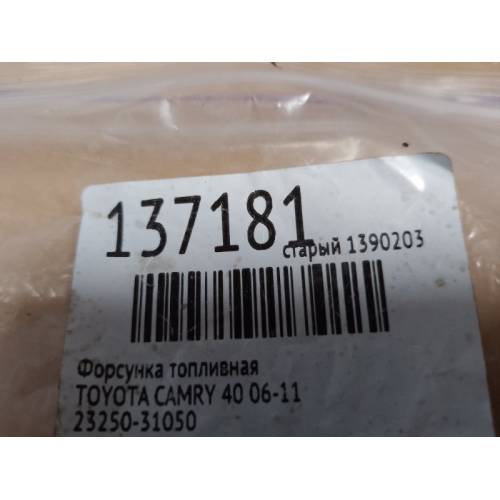 137181
старый 1390203
Форсунка топливная
TOYOTA CAMRY 40 06-11
23250-31050